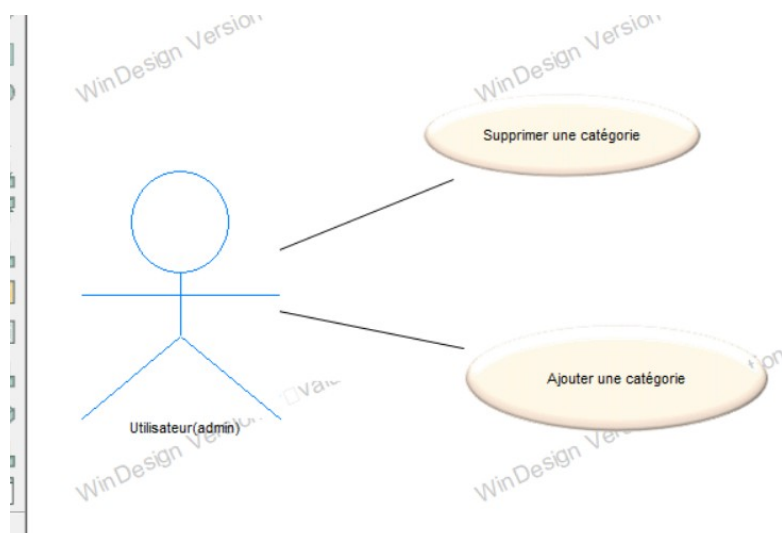 WinDesign Version
WinDesign Version
Supprimer une catégorie
Ajouter une catégorie
Utilisateur(admin)
WinDesign Version
WinDesign